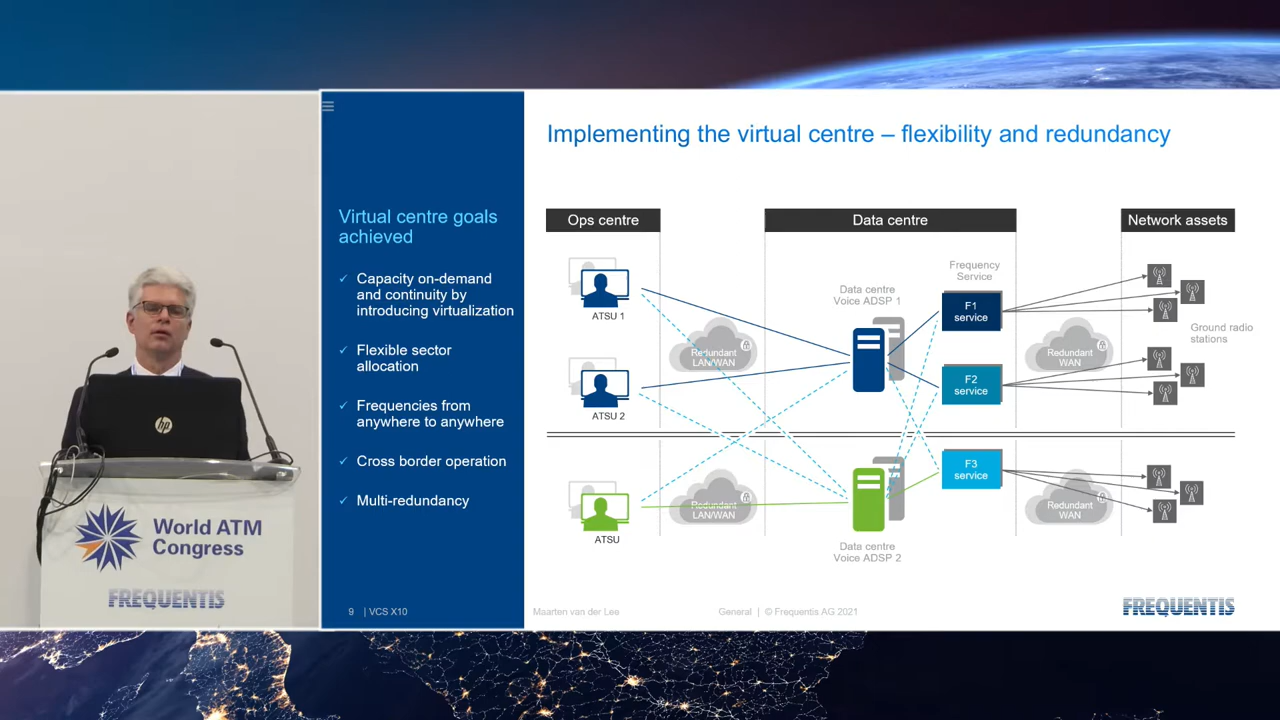 Implementing the virtual centre – flexibility and redundancy
Virtual centre goals
achieved
✓ Capacity on-demand
and continuity by
introducing virtualization
✓ Flexible sector
allocation
✓ Frequencies from
anywhere to anywhere
✓ Cross border operation
✓ Multi-redundancy
9 | VCS X10
Ops centre
Data centre
Network assets
ATSU 1
ATSU 2
ATSU
Redundant
LAN/WAN
Redundant
LAN/WAN
Data centre
Voice ADSP 1
Data centre
Voice ADSP 2
Frequency
Service
F1
service
F2
service
F3
service
Redundant
WAN
Redundant
WAN
Ground radio
stations
Maarten van der Lee
General | © Frequentis AG 2021
FREQUENTIS
hp
World ATM
Congress
FREQUENTIS